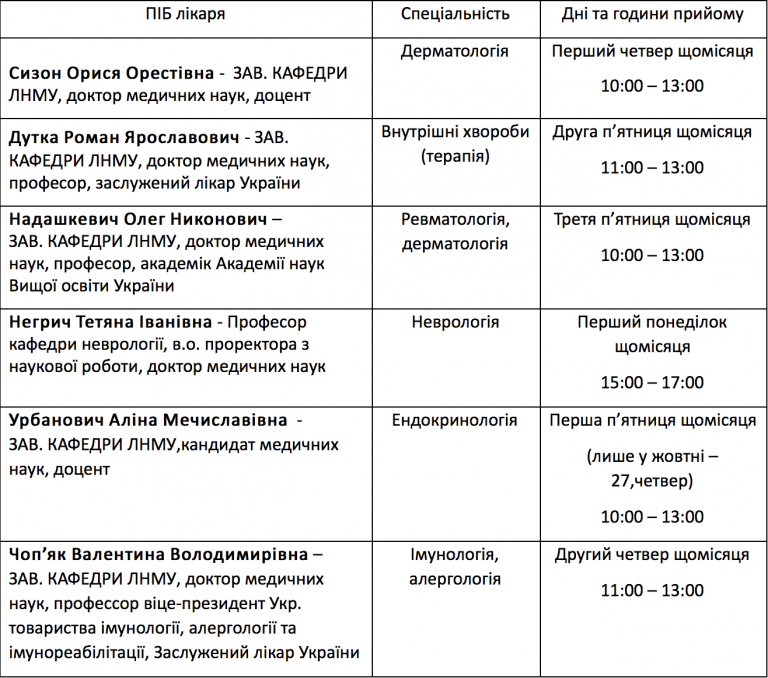 ПІБ лікаря
Спеціальність
Дні та години прийому
Сизон Орися Орестівна - ЗАВ. КАФЕДРИ
ЛНМУ, доктор медичних наук, доцент
Дерматологія
Перший четвер щомісяця
10:00 – 13:00
Дутка Роман Ярославович - ЗАВ.
КАФЕДРИ ЛНМУ, доктор медичних наук,
професор, заслужений лікар України
Внутрішні хвороби
(терапія)
Друга п’ятниця щомісяця
11:00 – 13:00
Надашкевич Олег Никонович –
ЗАВ. КАФЕДРИ ЛНМУ, доктор медичних
наук, професор, академік Академії наук
Вищої освіти України
Ревматологія,
дерматологія
Третя п’ятниця щомісяця
10:00 – 13:00
Негрич Тетяна Іванівна - Професор
кафедри неврології, в.о. проректора з
наукової роботи, доктор медичних наук
Неврологія
Перший понеділок
щомісяця
15:00 – 17:00
Урбанович Аліна Мечиславівна -
ЗАВ. КАФЕДРИ ЛНМУ,кандидат медичних
наук, доцент
Ендокринологія
Перша п’ятниця щомісяця
(лише у жовтні –
27,четвер)
10:00 – 13:00
Чоп’як Валентина Володимирівна –
ЗАВ. КАФЕДРИ ЛНМУ, доктор медичних
наук, профессор віце-президент Укр.
товариства імунології, алергології та
імунореабілітації, Заслужений лікар України
Імунологія,
алергологія
Другий четвер щомісяця
11:00 – 13:00